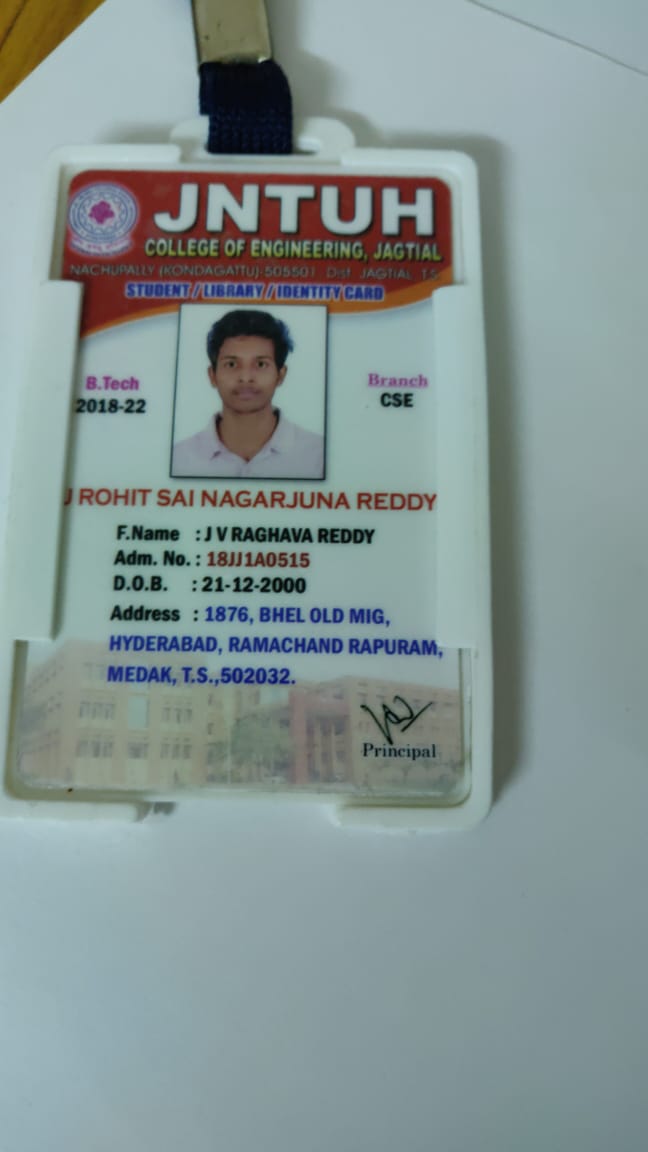 JNTUH
COLLEGE OF ENGINEERING, JAGTIAL
NACHUPALLY (KONDAGATTU)-505501 Dist. JAGTIAL T.S
STUDENT / LIBRARY / IDENTITY CARD
B.Tech
2018-22
Branch
CSE
J ROHIT SAI NAGARJUNA REDDY
F.Name : J V RAGHAVA REDDY
Adm. No. : 18JJ1A0515
D.O.B. : 21-12-2000
Address : 1876, BHEL OLD MIG,
HYDERABAD, RAMACHAND RAPURAM,
MEDAK, T.S.,502032.
Principal